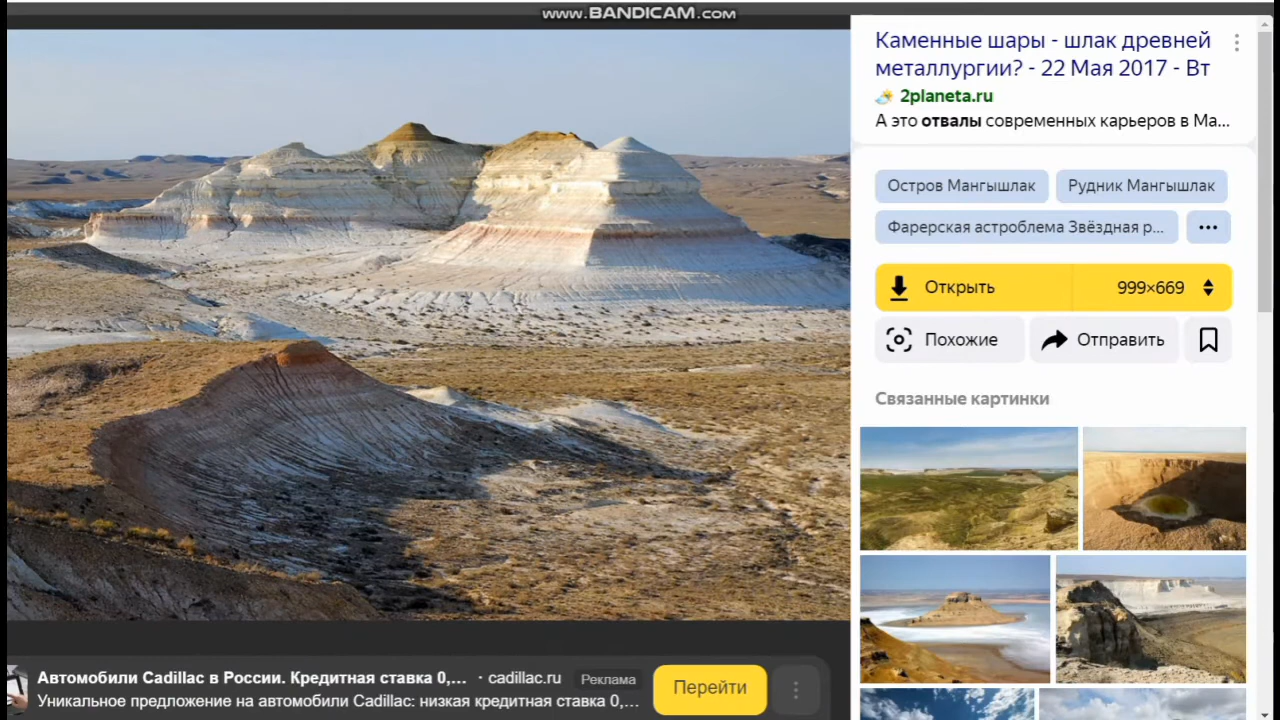 www.BANDICAM.com
Каменные шары - шлак древней
металлургии? - 22 Мая 2017 - Вт
2planeta.ru
А это отвалы современных карьеров в Ма...
Остров Мангышлак
Рудник Мангышлак
Фарерская астроблема Звёздная р...
Открыть
999×669
Похожие
Отправить
Связанные картинки
Автомобили Cadillac в России. Кредитная ставка 0,... · cadillac.ru
Реклама
Уникальное предложение на автомобили Cadillac: низкая кредитная ставка 0,...
Перейти